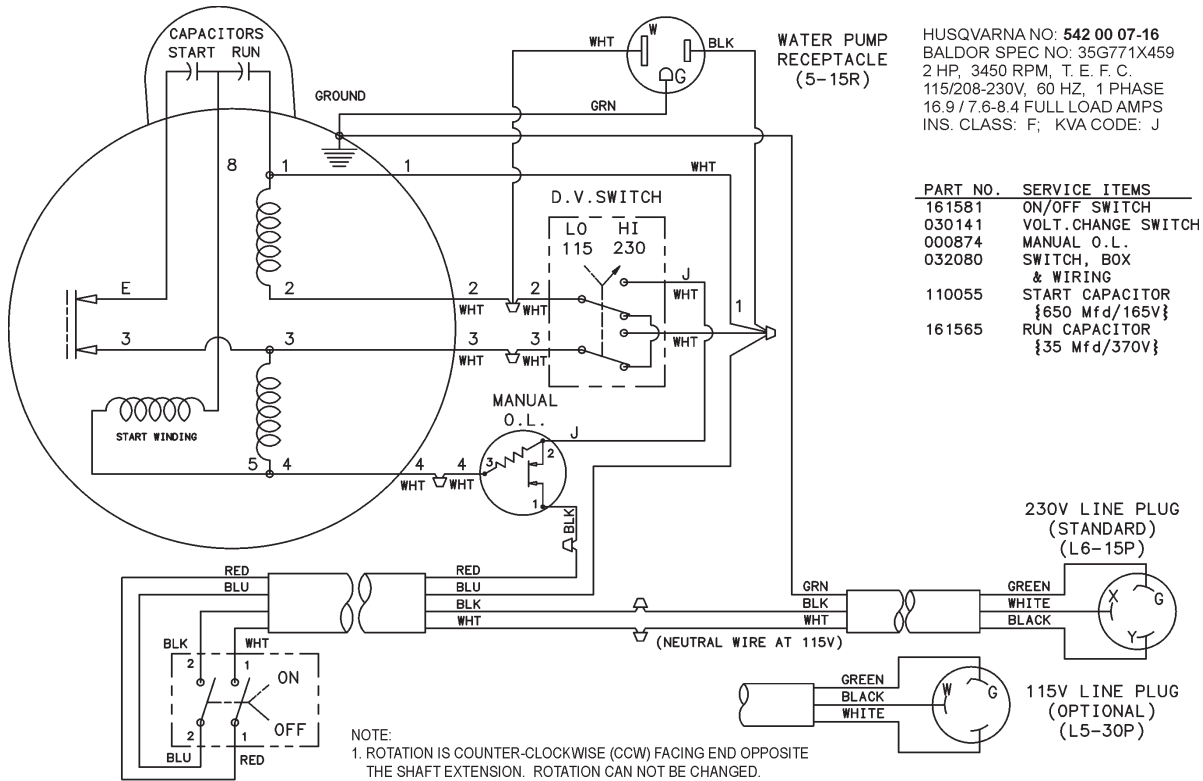 CAPACITORS
START RUN
GROUND
8
1
1
E
2
3
3
START WINDING
5 4
WHT
W
BLK
G
GRN
WATER PUMP
RECEPTACLE
(5-15R)
HUSQVARNA NO: 542 00 07-16
BALDOR SPEC NO: 35G771X459
2 HP, 3450 RPM, T. E. F. C.
115/208-230V, 60 HZ, 1 PHASE
16.9 / 7.6-8.4 FULL LOAD AMPS
INS. CLASS: F; KVA CODE: J
PART NO. SERVICE ITEMS
161581 ON/OFF SWITCH
030141 VOLT.CHANGE SWITCH
000874 MANUAL O.L.
032080 SWITCH, BOX
& WIRING
110055 START CAPACITOR
{650 Mfd/165V}
161565 RUN CAPACITOR
{35 Mfd/370V}
WHT
D.V.SWITCH
LO HI
115 230
J
WHT
1
2 2
WHT WHT
WHT
3 3
WHT WHT
MANUAL
O.L.
J
3
2
1
4 4
WHT WHT
BLK
RED
BLU
RED
BLU
BLK
WHT
GRN
BLK
WHT
(NEUTRAL WIRE AT 115V)
GREEN
WHITE
BLACK
X
G
Y
230V LINE PLUG
(STANDARD)
(L6-15P)
GREEN
BLACK
WHITE
W
G
115V LINE PLUG
(OPTIONAL)
(L5-30P)
BLK
WHT
2 1
ON
OFF
2 1
BLU
RED
NOTE:
1. ROTATION IS COUNTER-CLOCKWISE (CCW) FACING END OPPOSITE
THE SHAFT EXTENSION. ROTATION CAN NOT BE CHANGED.